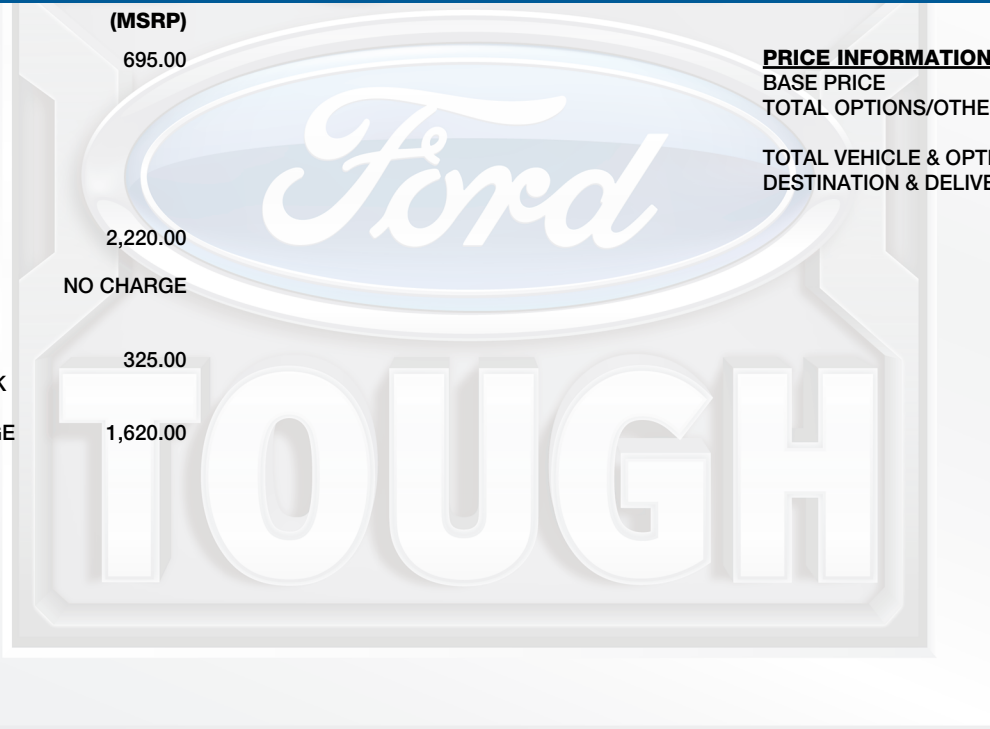 (MSRP)
695.00
2,220.00
NO CHARGE
325.00
K
GE
1,620.00
PRICE INFORMATION
BASE PRICE
TOTAL OPTIONS/OTHE
TOTAL VEHICLE & OPTI
DESTINATION & DELIVE
Ford
TOUGH